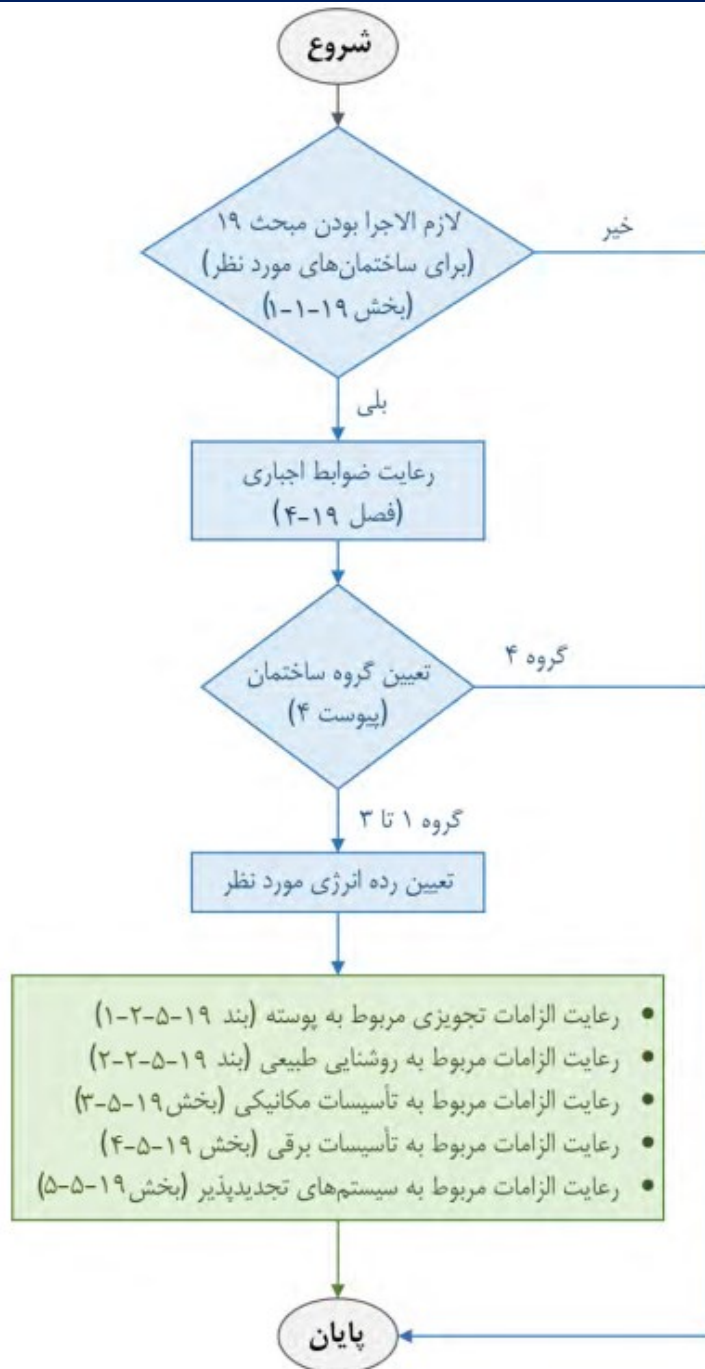 شروع
لازم الاجرا بودن مبحث ۱۹
(برای ساختمان‌های مورد نظر)
(بخش ۱۹-۱-۱)
خیر
بلی
رعایت ضوابط اجباری
(فصل ۱۹-۴)
تعیین گروه ساختمان
(پیوست ۴)
گروه ۴
گروه ۱ تا ۳
تعیین رده انرژی مورد نظر
• رعایت الزامات تجویزی مربوط به پوسته (بند ۱۹-۵-۲-۱)
• رعایت الزامات مربوط به روشنایی طبیعی (بند ۱۹-۵-۲-۲)
• رعایت الزامات مربوط به تأسیسات مکانیکی (بخش۱۹-۵-۳)
• رعایت الزامات مربوط به تأسیسات برقی (بخش ۱۹-۵-۴)
• رعایت الزامات مربوط به سیستم‌های تجدیدپذیر (بخش۱۹-۵-۵)
پایان